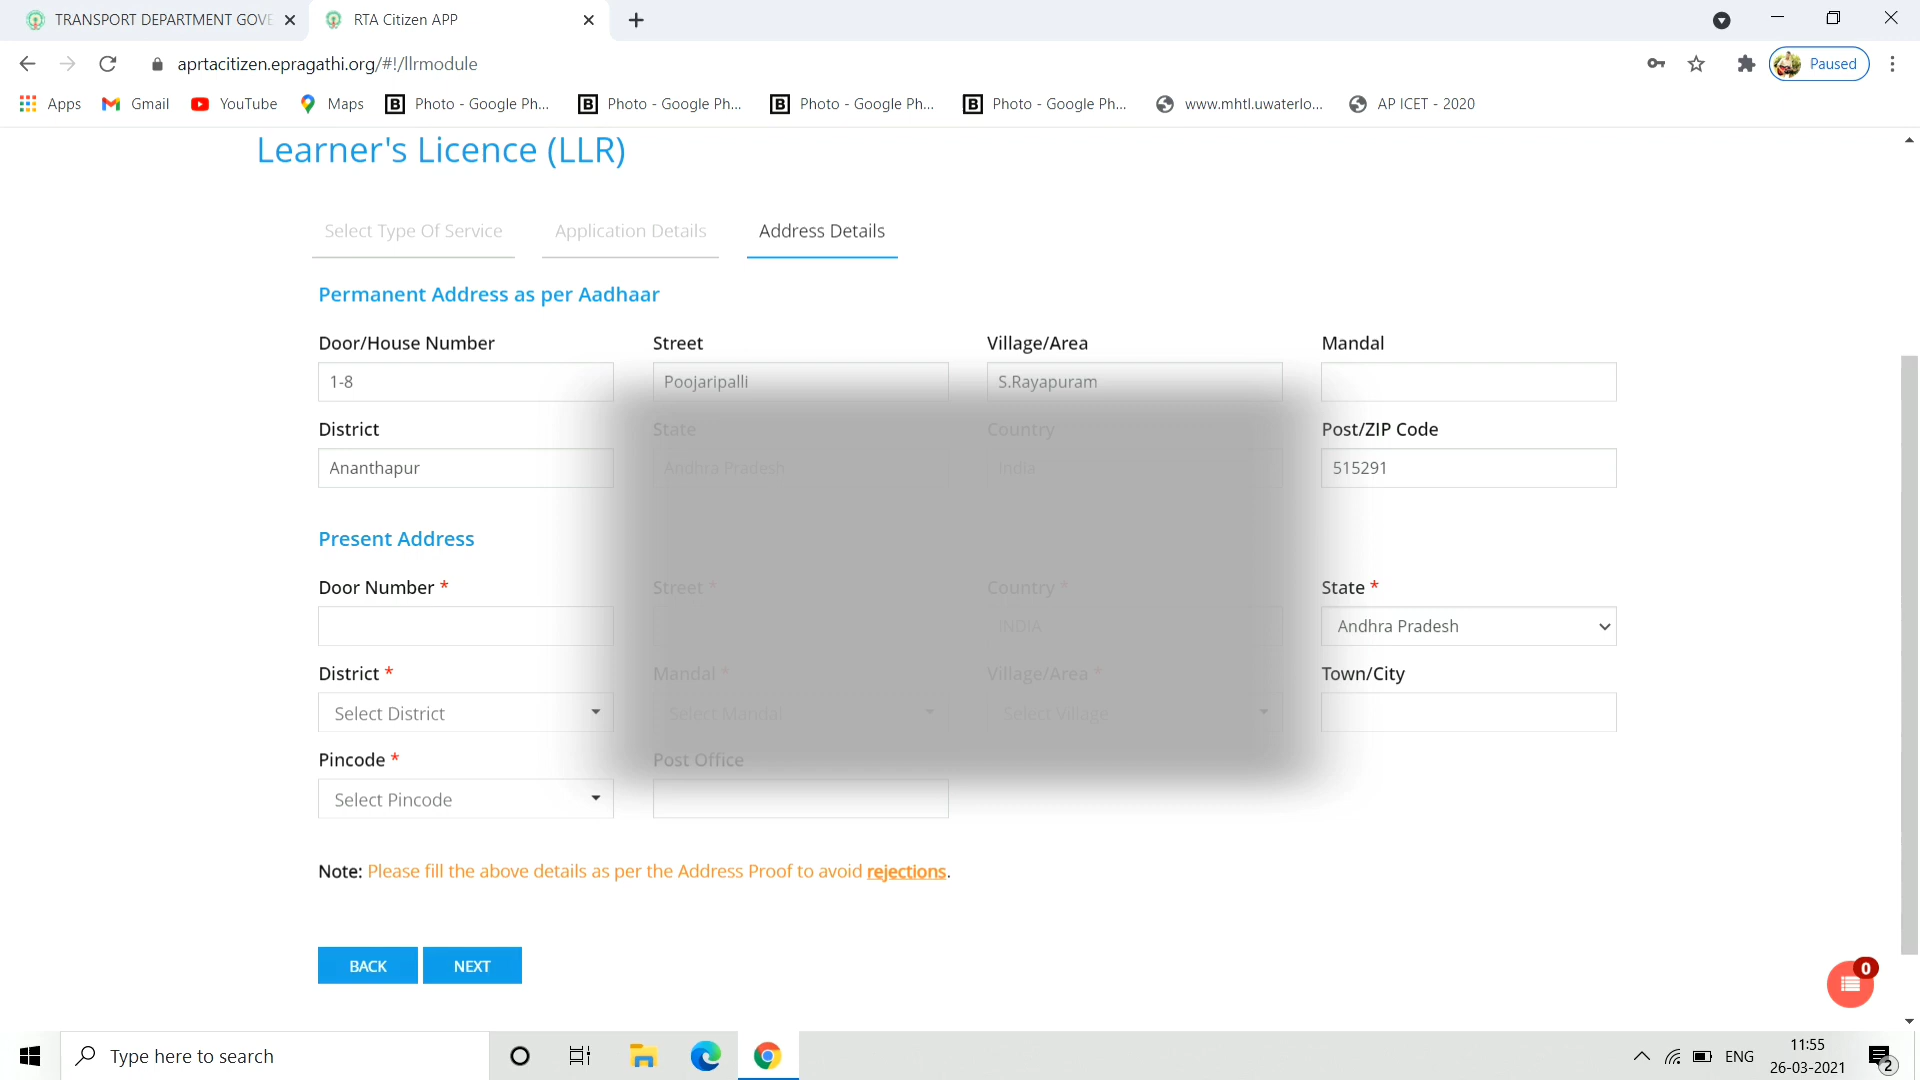 TRANSPORT DEPARTMENT GOVE
RTA Citizen APP
aprtacitizen.epragathi.org/#!/llrmodule
Paused
Apps
Gmail
YouTube
Maps
B Photo - Google Ph...
B Photo - Google Ph...
B Photo - Google Ph...
B Photo - Google Ph...
www.mhtl.uwaterlo...
AP ICET - 2020
Learner's Licence (LLR)
Select Type Of Service
Application Details
Address Details
Permanent Address as per Aadhaar
Door/House Number
Street
Village/Area
Mandal
1-8
Poojaripalli
S.Rayapuram
District
State
Country
Post/ZIP Code
Ananthapur
Andhra Pradesh
India
515291
Present Address
Door Number *
Street *
Country *
State *
INDIA
Andhra Pradesh
District *
Mandal *
Village/Area *
Town/City
Select District
Select Mandal
Select Village
Pincode *
Post Office
Select Pincode
Note: Please fill the above details as per the Address Proof to avoid rejections.
BACK
NEXT
0
Type here to search
ENG
11:55
26-03-2021
2